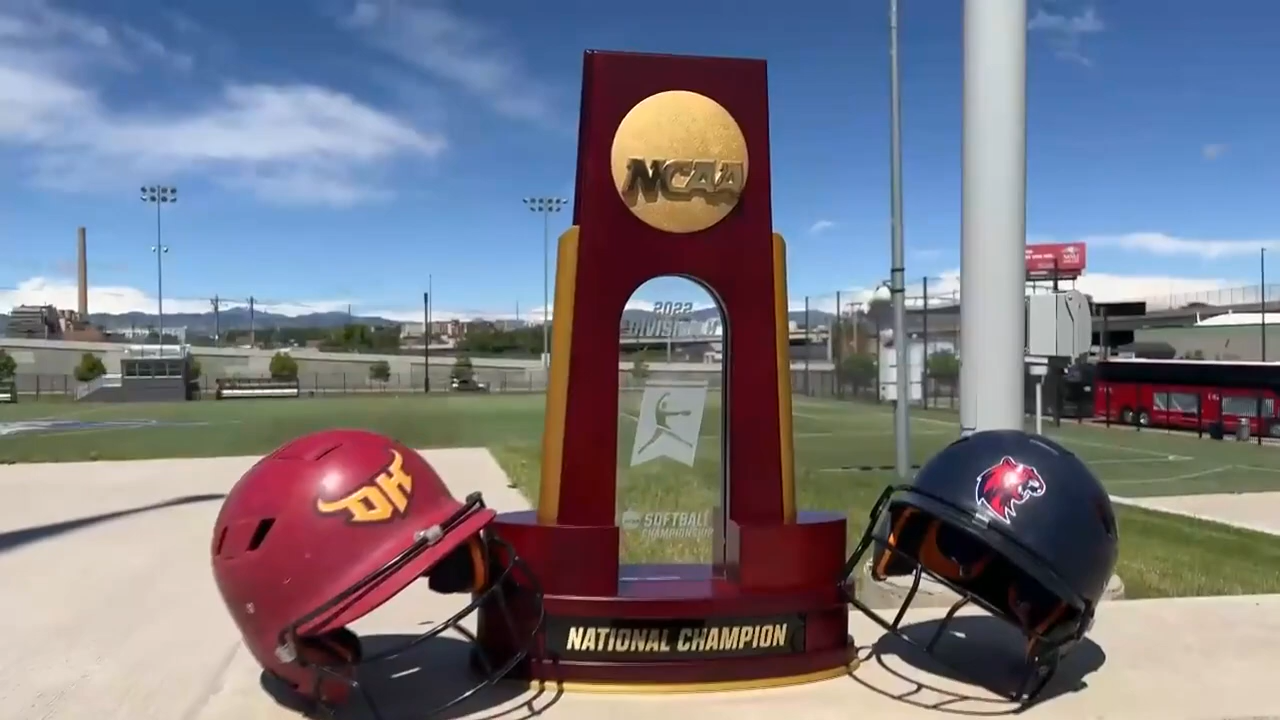 NCAA
2022
DIVISION II
SOFTBALL
CHAMPIONSHIP
DH
NATIONAL CHAMPION